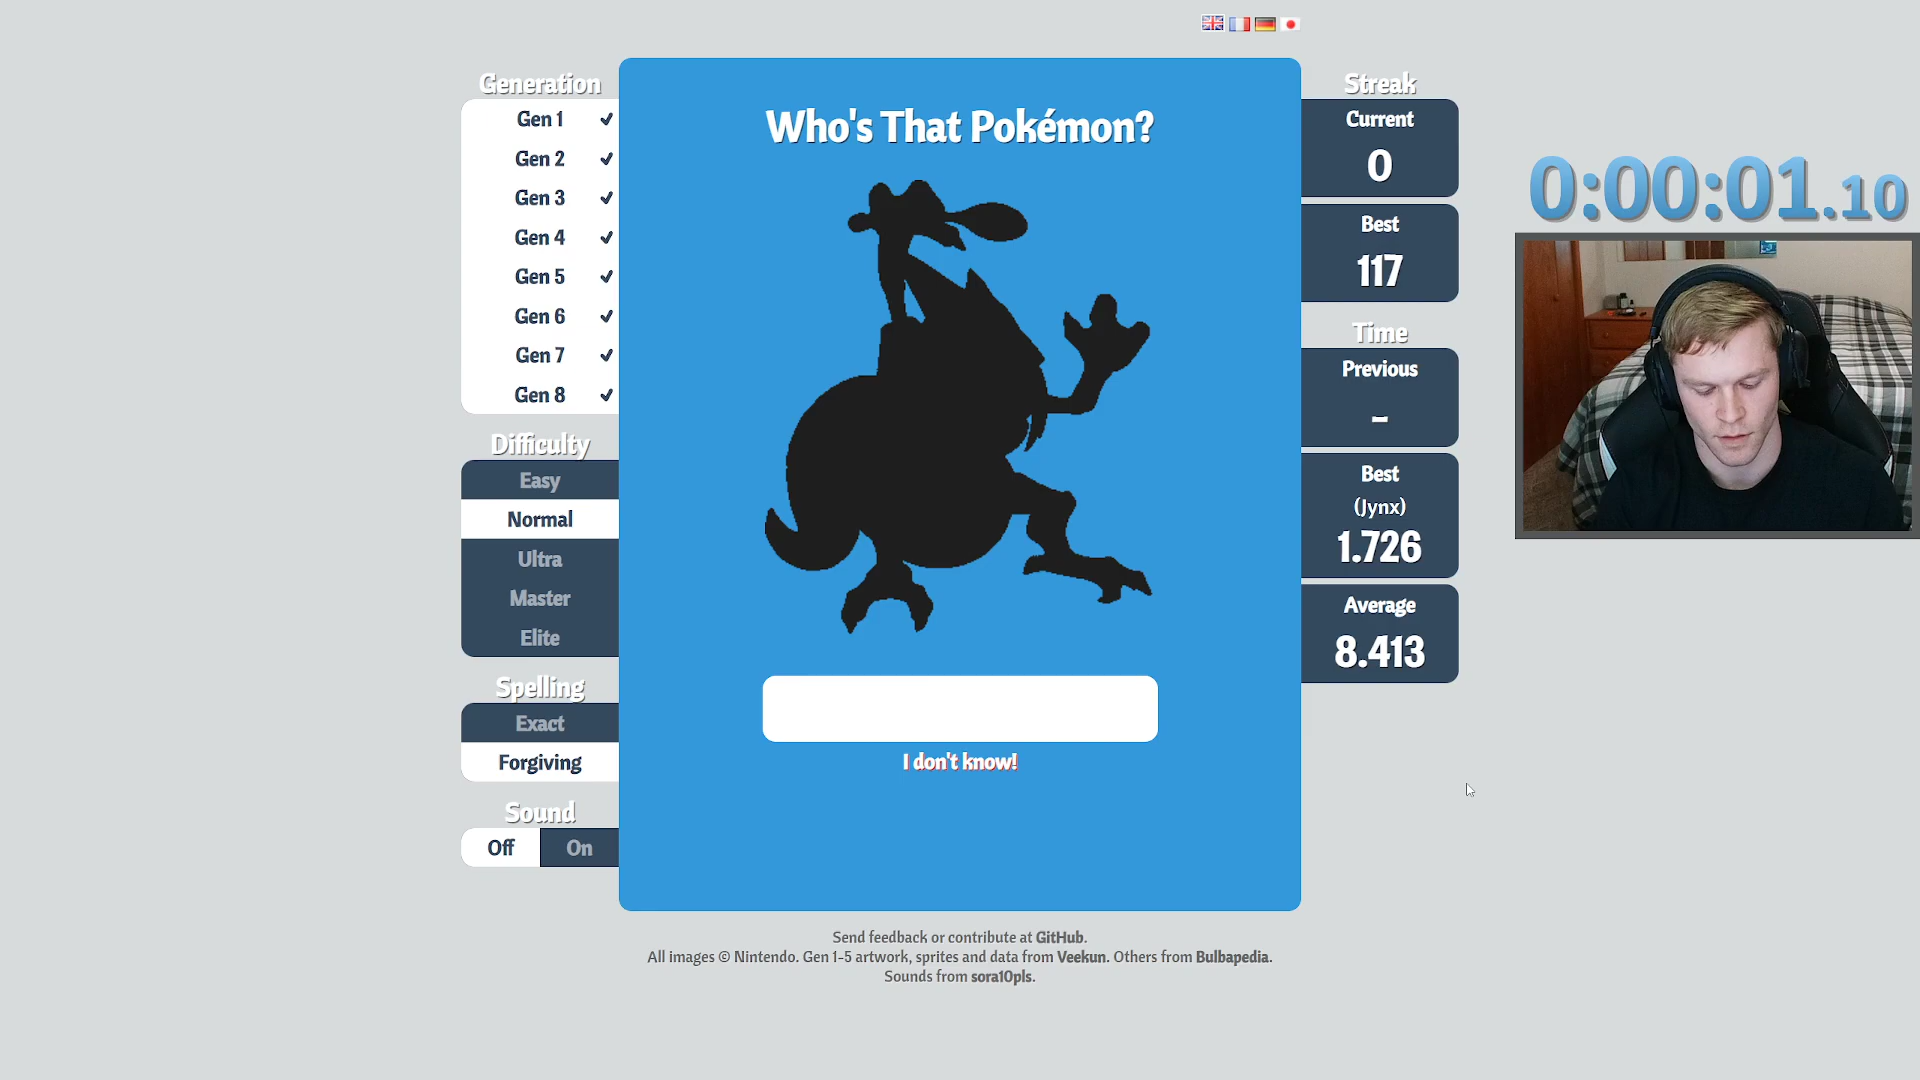 Generation
Gen 1
Gen 2
Gen 3
Gen 4
Gen 5
Gen 6
Gen 7
Gen 8
Difficulty
Easy
Normal
Ultra
Master
Elite
Spelling
Exact
Forgiving
Sound
Off On
Who's That Pokémon?
I don't know!
Streak
Current
0
Best
117
Time
Previous
-
Best
(Jynx)
1.726
Average
8.413
0:00:01.10
Send feedback or contribute at GitHub.
All images © Nintendo. Gen 1-5 artwork, sprites and data from Veekun. Others from Bulbapedia.
Sounds from sora10pls.